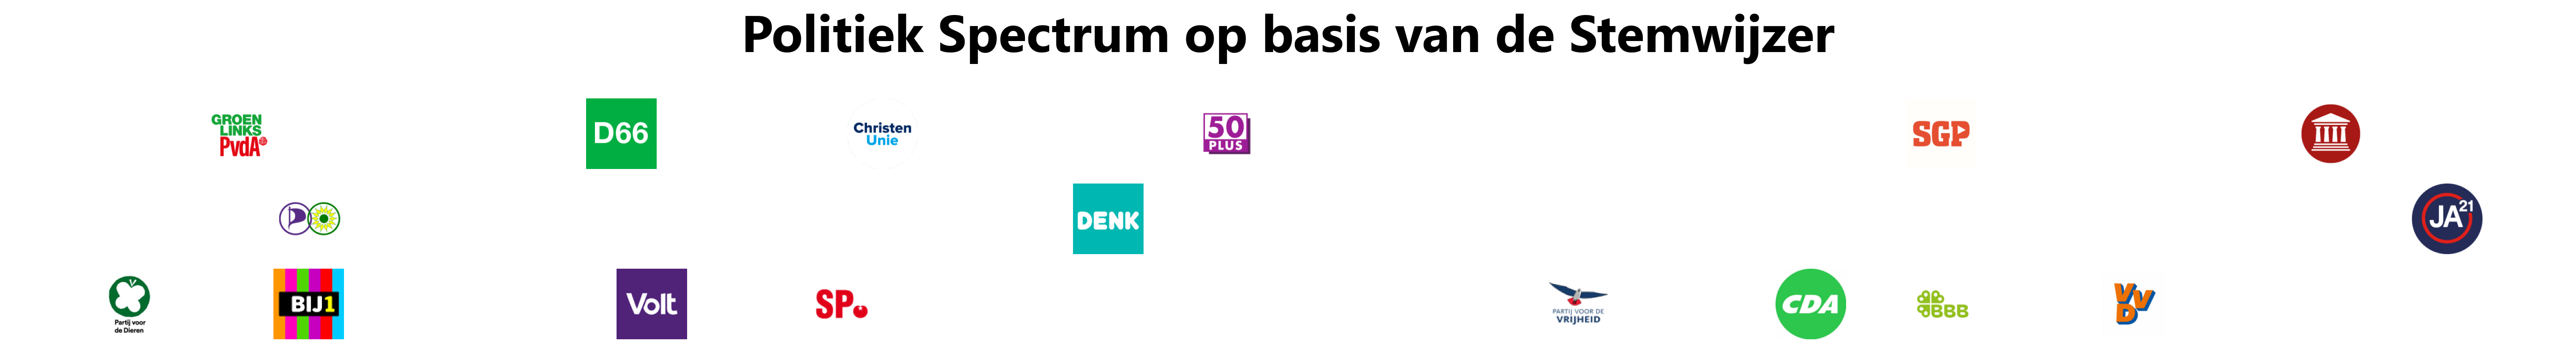 Politiek Spectrum op basis van de Stemwijzer
GROEN
LINKS
PvdA
D66
Christen
Unie
50
PLUS
SGP
P
DENK
JA21
Partij voor
de Dieren
BIJ1
Volt
SP
PARTIJ VOOR DE
VRIJHEID
CDA
BBB
VVD